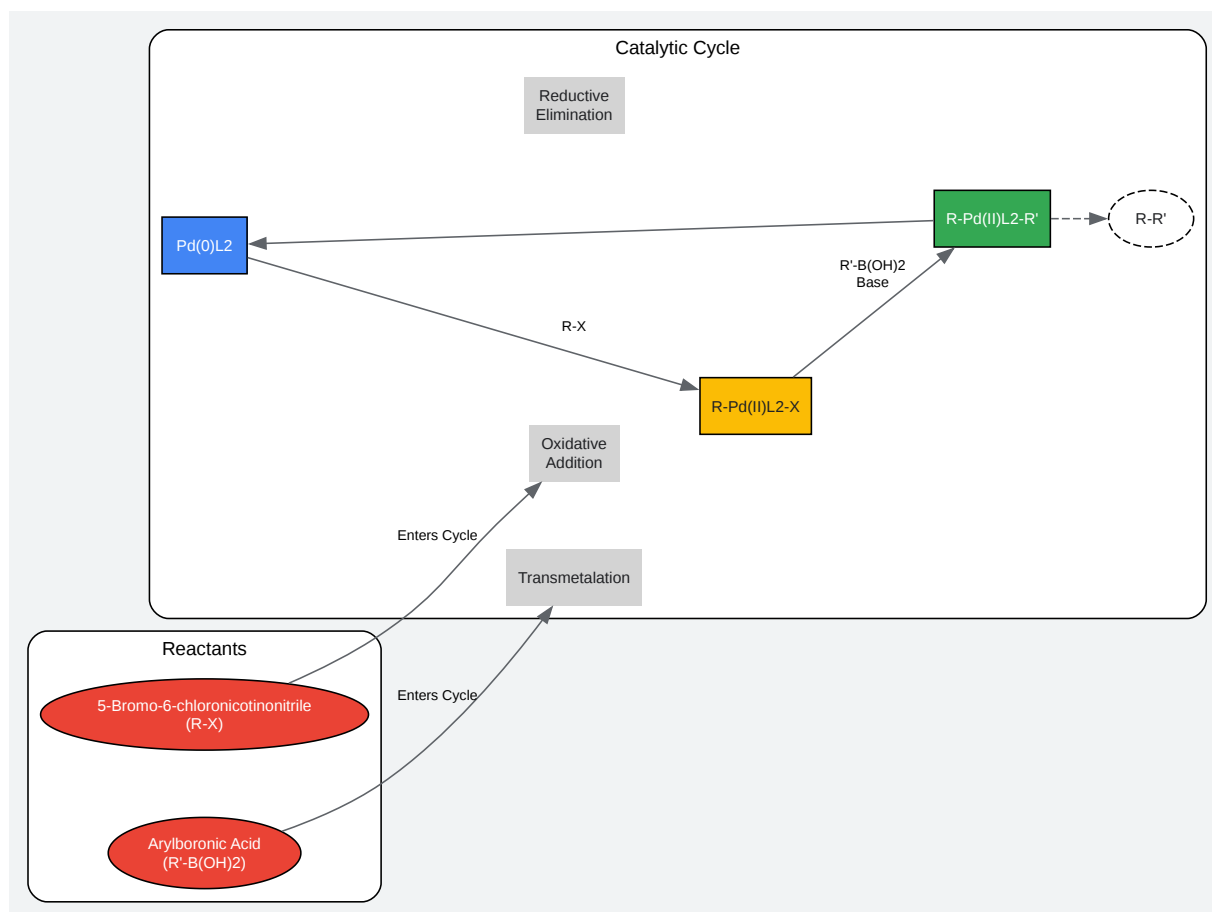 Catalytic Cycle
Reductive
Elimination
Pd(0)L2
R-Pd(II)L2-R'
R-R'
R'-B(OH)2
Base
R-X
R-Pd(II)L2-X
Oxidative
Addition
Enters Cycle
Transmetalation
Reactants
5-Bromo-6-chloronicotinonitrile
(R-X)
Enters Cycle
Arylboronic Acid
(R'-B(OH)2)